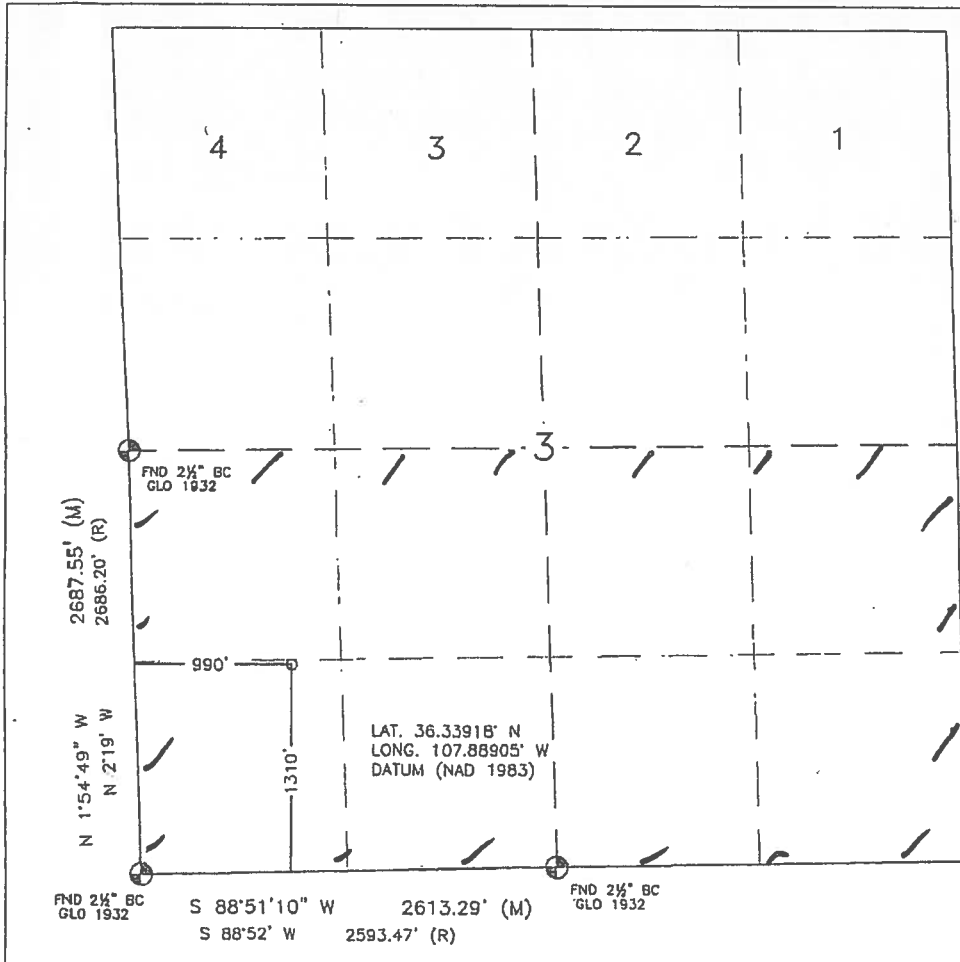 4 3 2 1
3
FND 2½" BC
GLO 1932
2687.55' (M)
2686.20' (R)
990'
N 1°54'49" W
N 2°19' W
1310'
LAT. 36.33918° N
LONG. 107.88905° W
DATUM (NAD 1983)
FND 2½" BC
GLO 1932
FND 2½" BC
GLO 1932
S 88°51'10" W 2613.29' (M)
S 88°52' W 2593.47' (R)